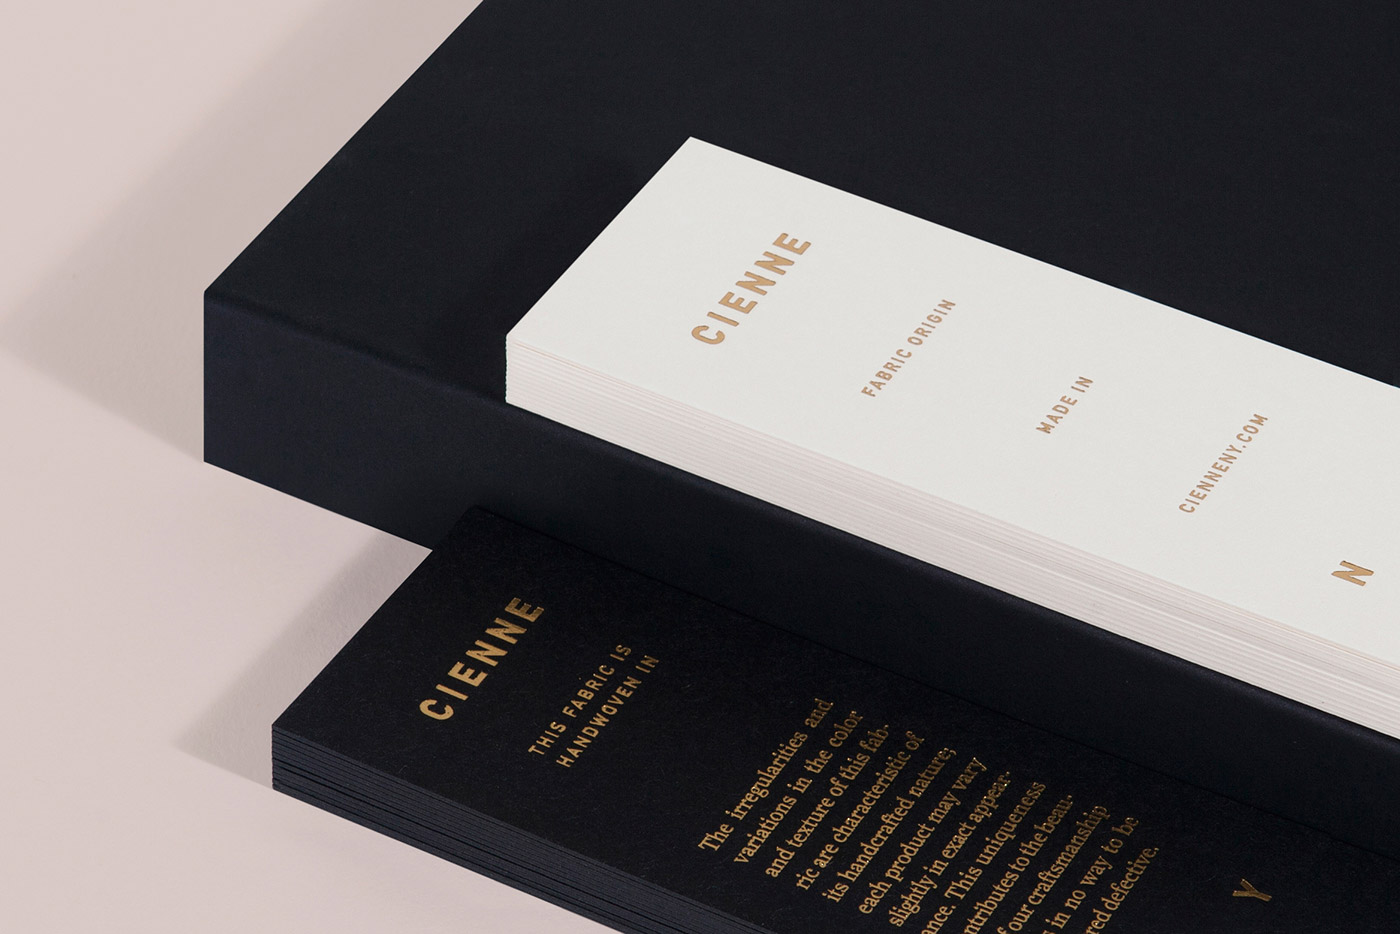 CIENNE
FABRIC ORIGIN
MADE IN
CIENNENY.COM
N
CIENNE
THIS FABRIC IS
HANDWOVEN IN
The irregularities and
variations in the color
and texture of this fab-
ric are characteristic of
its handcrafted nature;
each product may vary
slightly in exact appear-
ance. This uniqueness
ntributes to the beau-
f our craftsmanship
s in no way to be
red defective.
Y